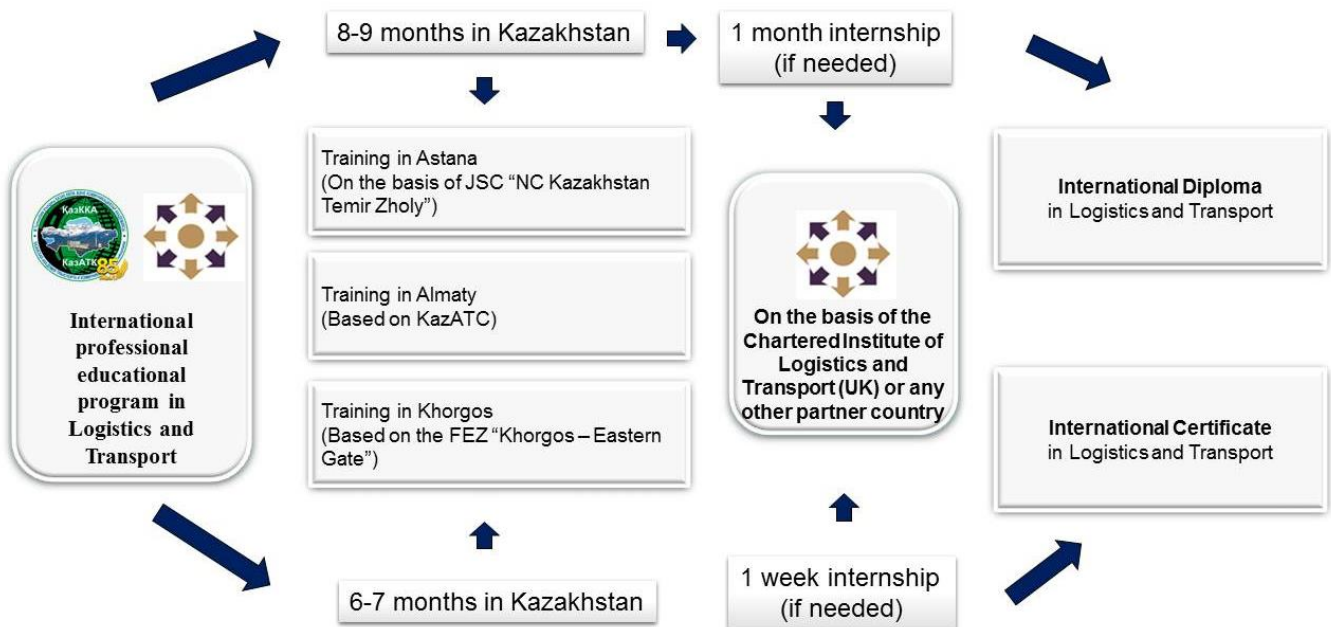 8-9 months in Kazakhstan
1 month internship
(if needed)
КазККА
КазАТК
85
International
professional
educational
program in
Logistics and
Transport
Training in Astana
(On the basis of JSC “NC Kazakhstan
Temir Zholy”)
Training in Almaty
(Based on KazATC)
Training in Khorgos
(Based on the FEZ “Khorgos – Eastern
Gate”)
On the basis of the
Chartered Institute of
Logistics and
Transport (UK) or any
other partner country
International Diploma
in Logistics and Transport
International Certificate
in Logistics and Transport
6-7 months in Kazakhstan
1 week internship
(if needed)